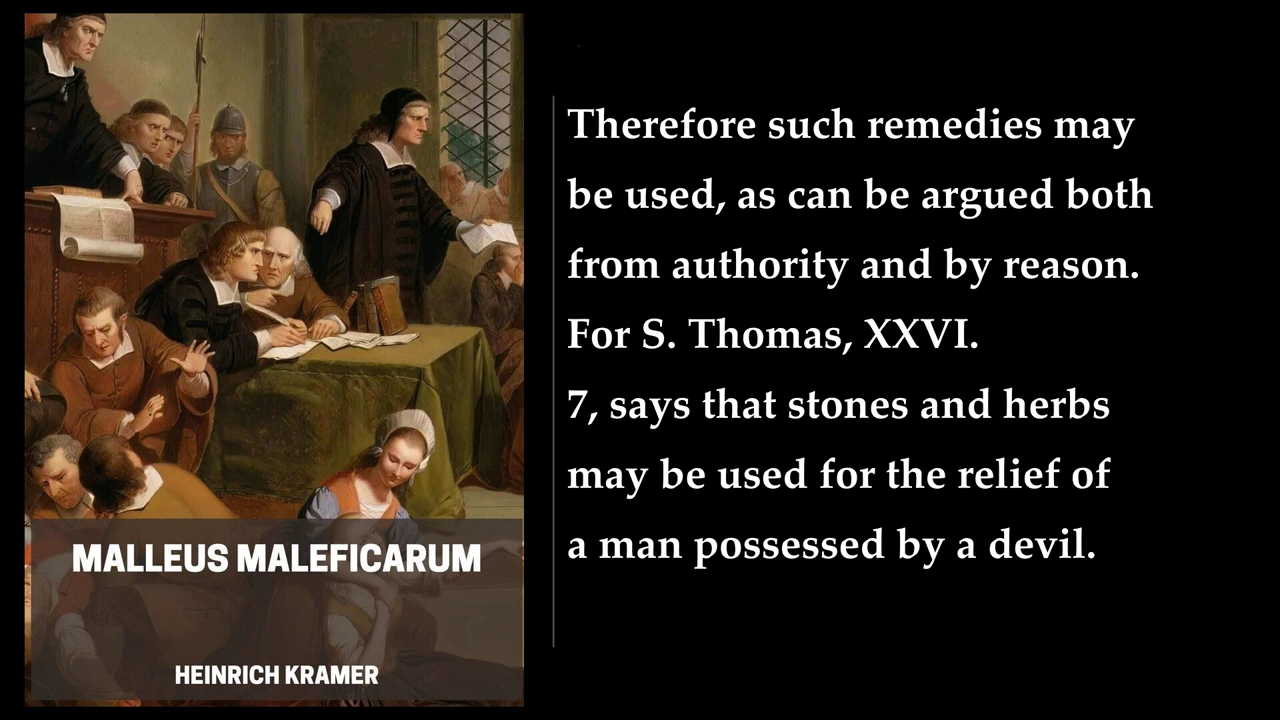 MALLEUS MALEFICARUM
HEINRICH KRAMER
Therefore such remedies may
be used, as can be argued both
from authority and by reason.
For S. Thomas, XXVI.
7, says that stones and herbs
may be used for the relief of
a man possessed by a devil.